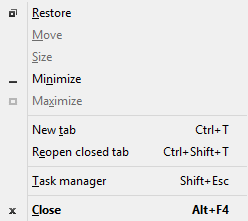 Restore
Move
Size
Minimize
Maximize
New tab Ctrl+T
Reopen closed tab Ctrl+Shift+T
Task manager Shift+Esc
Close Alt+F4